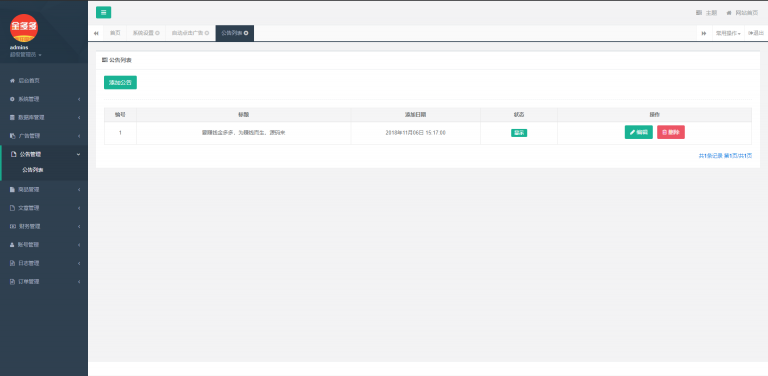 金多多
主题 网站首页
admins
超级管理员
首页 系统设置 自动点击广告 公告列表 常用操作 退出
公告列表
添加公告
后台首页
系统管理
数据库管理
广告管理
公告管理
公告列表
商品管理
文章管理
财务管理
账号管理
日志管理
订单管理
编号 标题 添加日期 状态 操作
1 要赚钱金多多，为赚钱而生，源码来 2018年11月06日 15:17:00 显示 编辑 删除
共1条记录 第1页/共1页